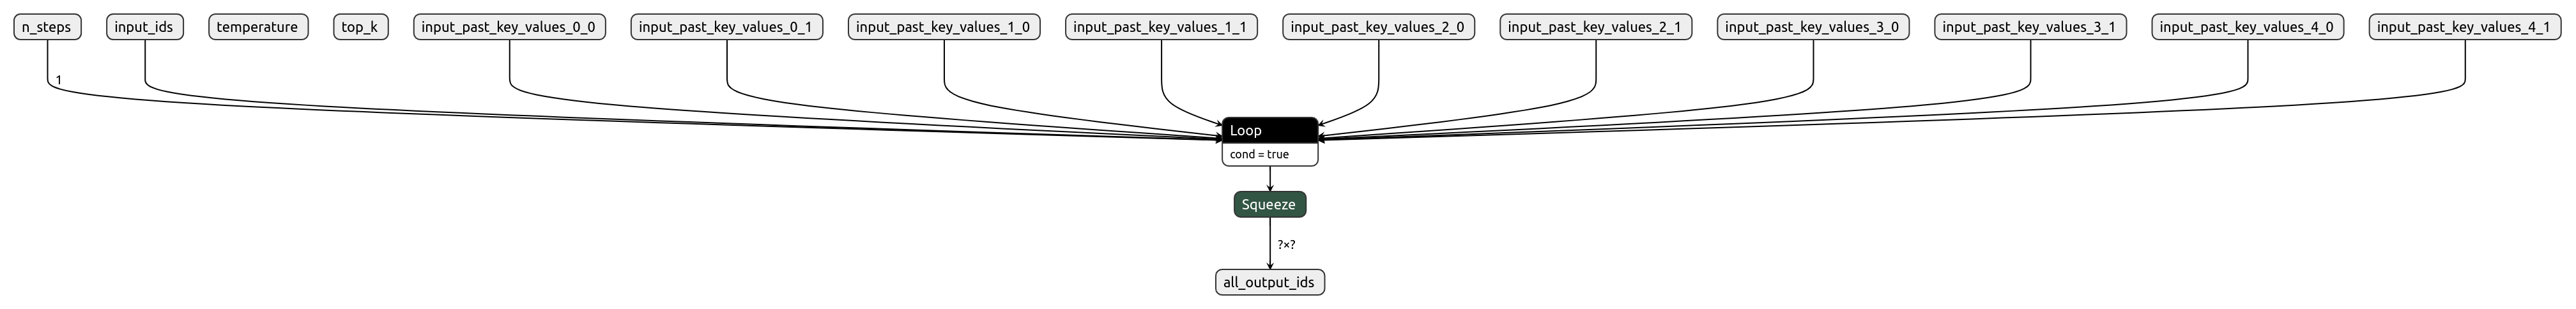 n_steps
input_ids
temperature
top_k
input_past_key_values_0_0
input_past_key_values_0_1
input_past_key_values_1_0
input_past_key_values_1_1
input_past_key_values_2_0
input_past_key_values_2_1
input_past_key_values_3_0
input_past_key_values_3_1
input_past_key_values_4_0
input_past_key_values_4_1
1
Loop
cond = true
Squeeze
?×?
all_output_ids